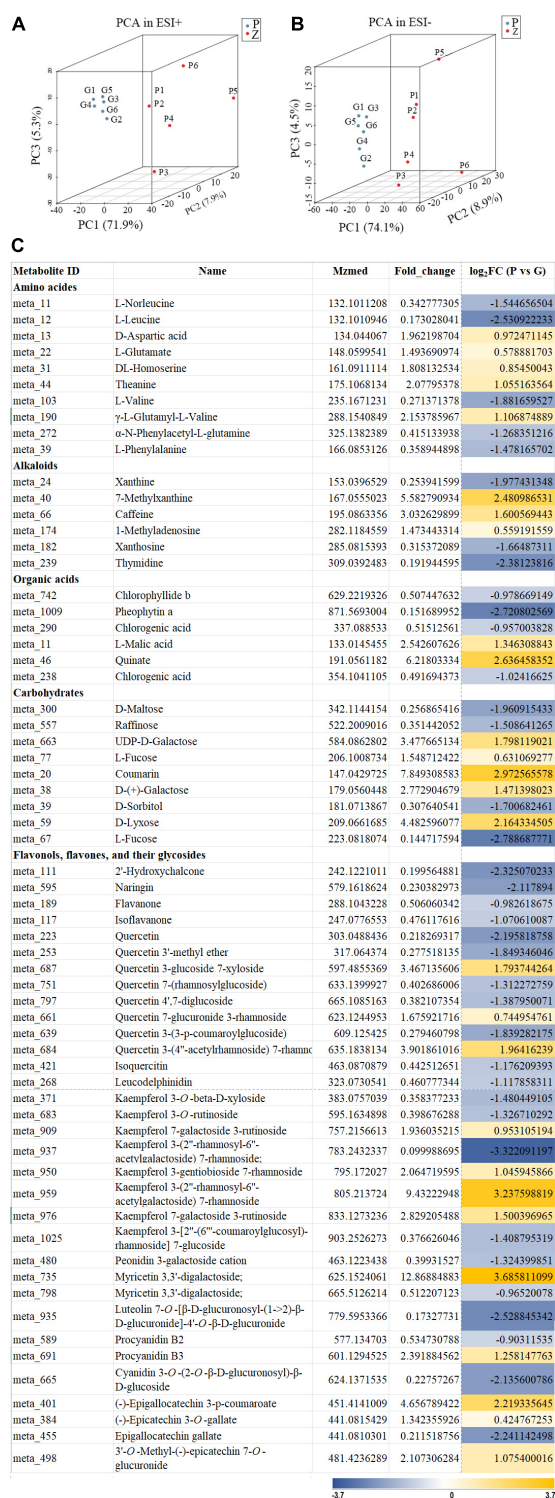 A
PCA in ESI+
P
Z
PC3 (5.3%)
P6
P5
P1
P2
P4
P3
G1
G5
G3
G4
G6
G2
-40 -20 0 20 40
PC1 (71.9%)
PC2 (7.9%)
B
PCA in ESI-
P
Z
PC3 (4.5%)
20
15
10
5
0
-5
-10
-15
P5
P1
P2
P4
P3
P6
G1
G3
G5
G6
G4
G2
-60 -40 -20 0 20 40 60
PC1 (74.1%)
PC2 (8.9%)
C
Metabolite ID Name Mzmed Fold_change log₂FC (P vs G)
Amino acides
meta_11 L-Norleucine 132.1011208 0.342777305 -1.544656504
meta_12 L-Leucine 132.1010946 0.173028041 -2.530922233
meta_13 D-Aspartic acid 134.044067 1.962198704 0.972471145
meta_22 L-Glutamate 148.0599541 1.493690974 0.578881703
meta_31 DL-Homoserine 161.0911114 1.808132534 0.85450043
meta_44 Theanine 175.1068134 2.07795378 1.055163564
meta_103 L-Valine 235.1671231 0.271371378 -1.881659527
meta_190 γ-L-Glutamyl-L-Valine 288.1540849 2.153785967 1.106874889
meta_272 α-N-Phenylacetyl-L-glutamine 325.1382389 0.415133938 -1.268351216
meta_39 L-Phenylalanine 166.0853126 0.358944898 -1.478165702
Alkaloids
meta_24 Xanthine 153.0396529 0.253941599 -1.977431348
meta_40 7-Methylxanthine 167.0555023 5.582790934 2.480986531
meta_66 Caffeine 195.0863356 3.032629899 1.600569443
meta_174 1-Methyladenosine 282.1184559 1.473443314 0.559191559
meta_182 Xanthosine 285.0815393 0.315372089 -1.66487311
meta_239 Thymidine 309.0392483 0.191944595 -2.38123816
Organic acids
meta_742 Chlorophyllide b 629.2219326 0.507447632 -0.978669149
meta_1009 Pheophytin a 871.5693004 0.151689952 -2.720802569
meta_290 Chlorogenic acid 337.088533 0.51512561 -0.957003828
meta_11 L-Malic acid 133.0145455 2.542607626 1.346308843
meta_46 Quinate 191.0561182 6.21803334 2.636458352
meta_238 Chlorogenic acid 354.1041105 0.491694373 -1.02416625
Carbohydrates
meta_300 D-Maltose 342.1144154 0.256865416 -1.960915433
meta_557 Raffinose 522.2009016 0.351442052 -1.508641265
meta_663 UDP-D-Galactose 584.0862802 3.477665134 1.798119021
meta_77 L-Fucose 206.1008734 1.548712422 0.631069277
meta_20 Coumarin 147.0429725 7.849308583 2.972565578
meta_38 D-(+)-Galactose 179.0560448 2.772904679 1.471398023
meta_39 D-Sorbitol 181.0713867 0.307640541 -1.700682461
meta_59 D-Lyxose 209.0661685 4.482596077 2.164334505
meta_67 L-Fucose 223.0818074 0.144717594 -2.788687771
Flavonols, flavones, and their glycosides
meta_111 2'-Hydroxychalcone 242.1221011 0.199564881 -2.325070233
meta_595 Naringin 579.1618624 0.230382973 -2.117894
meta_189 Flavanone 288.1043228 0.506060342 -0.982618675
meta_117 Isoflavanone 247.0776553 0.476117616 -1.070610087
meta_223 Quercetin 303.0488436 0.218269317 -2.195818758
meta_253 Quercetin 3'-methyl ether 317.064374 0.277518135 -1.849346046
meta_687 Quercetin 3-glucoside 7-xyloside 597.4855369 3.467135606 1.793744264
meta_751 Quercetin 7-(rhamnosylglucoside) 633.1399927 0.402686006 -1.312272759
meta_797 Quercetin 4',7-diglucoside 665.1085163 0.382107354 -1.387950071
meta_661 Quercetin 7-glucuronide 3-rhamnoside 623.1244953 1.675921716 0.744954761
meta_639 Quercetin 3-(3-p-coumaroylglucoside) 609.125425 0.279460798 -1.839282175
meta_684 Quercetin 3-(4''-acetylrhamnoside) 7-rhamno 635.1838134 3.901861016 1.96416239
meta_421 Isoquercitin 463.0870879 0.442512651 -1.176209393
meta_268 Leucodelphinidin 323.0730541 0.460777344 -1.117858311
meta_371 Kaempferol 3-O-beta-D-xyloside 383.0757039 0.358377233 -1.480449105
meta_683 Kaempferol 3-O-rutinoside 595.1634898 0.398676288 -1.326710292
meta_909 Kaempferol 7-galactoside 3-rutinoside 757.2156613 1.936035215 0.953105194
meta_937 Kaempferol 3-(2''-rhamnosyl-6''-acetylgalactoside) 7-rhamnoside; 783.2432337 0.099988695 -3.322091197
meta_950 Kaempferol 3-gentiobioside 7-rhamnoside 795.172027 2.064719595 1.045945866
meta_959 Kaempferol 3-(2''-rhamnosyl-6''-acetylgalactoside) 7-rhamnoside 805.213724 9.43222948 3.237598819
meta_976 Kaempferol 7-galactoside 3-rutinoside 833.1273236 2.829205488 1.500396965
meta_1025 Kaempferol 3-[2''-(6'''-coumaroylglucosyl)-rhamnoside] 7-glucoside 903.2526273 0.376626046 -1.408795319
meta_480 Peonidin 3-galactoside cation 463.1223438 0.39931527 -1.324399851
meta_735 Myricetin 3,3'-digalactoside; 625.1524061 12.86884883 3.685811099
meta_798 Myricetin 3,3'-digalactoside; 665.5126214 0.512207123 -0.96520078
meta_935 Luteolin 7-O-[β-D-glucuronosyl-(1->2)-β-D-glucuronide]-4'-O-β-D-glucuronide 779.5953366 0.17327731 -2.528845342
meta_589 Procyanidin B2 577.134703 0.534730788 -0.90311535
meta_691 Procyanidin B3 601.1294525 2.391884562 1.258147763
meta_665 Cyanidin 3-O-(2-O-β-D-glucuronosyl)-β-D-glucoside 624.1371535 0.22757267 -2.135600786
meta_401 (-)-Epigallocatechin 3-p-coumaroate 451.4141009 4.656789422 2.219335645
meta_384 (-)-Epicatechin 3-O-gallate 441.0815429 1.342355926 0.424767253
meta_455 Epigallocatechin gallate 441.0810301 0.211518756 -2.241142498
meta_498 3'-O-Methyl-(-)-epicatechin 7-O-glucuronide 481.4236289 2.107306284 1.075400016
-3.7 0 3.7